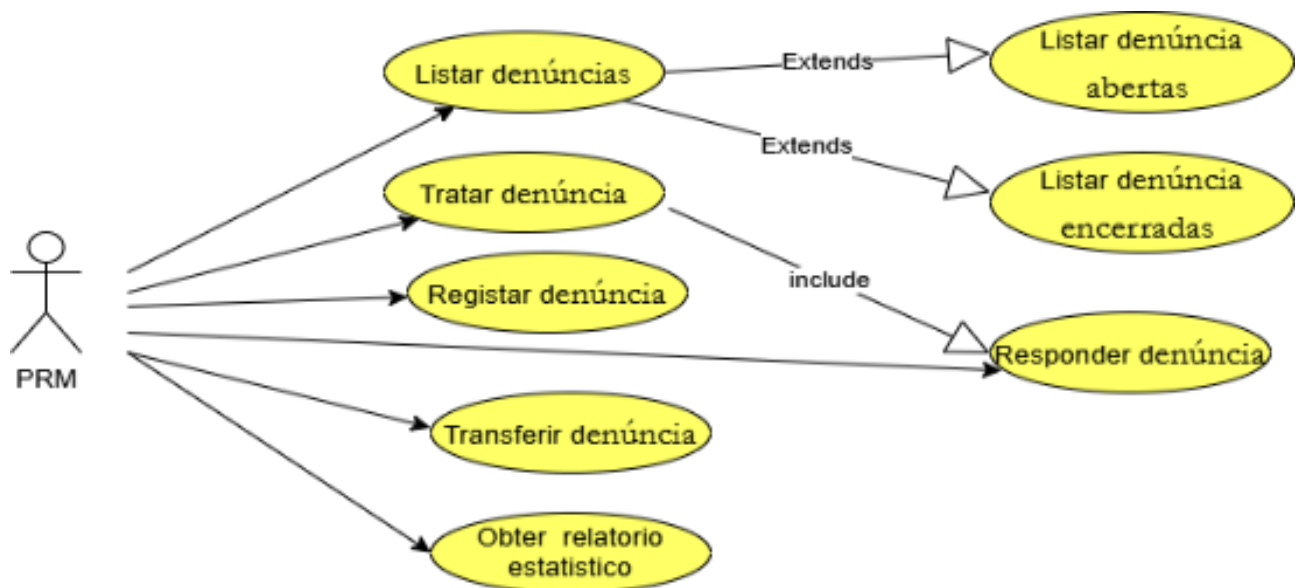 Listar denúncias
Extends
Listar denúncia
abertas
Extends
Listar denúncia
encerradas
Tratar denúncia
include
Registar denúncia
Responder denúncia
PRM
Transferir denúncia
Obter relatorio
estatistico